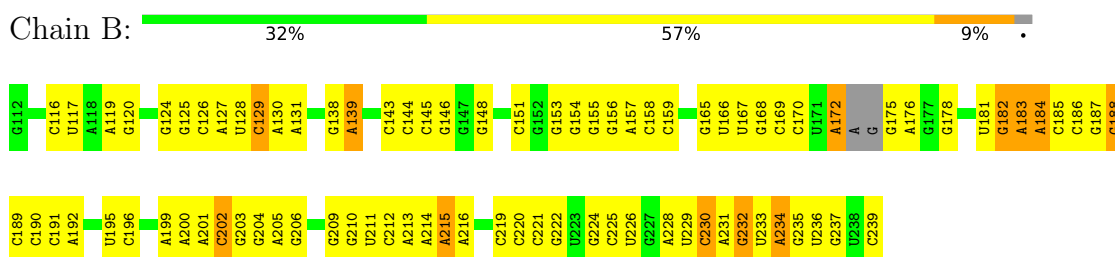 Chain B:
32% 57% 9% •
G112 C116 U117 A118 A119 G120 G124 G125 C126 A127 U128 C129 A130 A131 G138 A139 C143 C144 C145 G146 G147 G148 C151 G152 G153 G154 G155 G156 A157 C158 C159 G165 U166 G167 G168 C169 C170 U171 A172 A G G175 A176 G177 G178 U181 G182 A183 A184 C185 C186 G187
C189 C190 C191 A192 U195 C196 A199 A200 A201 C202 G203 G204 A205 G206 G209 G210 U211 C212 A213 A214 A215 A216 C219 C220 C221 G222 U223 G224 C225 U226 G227 A228 U229 C230 A231 G232 U233 A234 G235 U236 G237 U238 C239